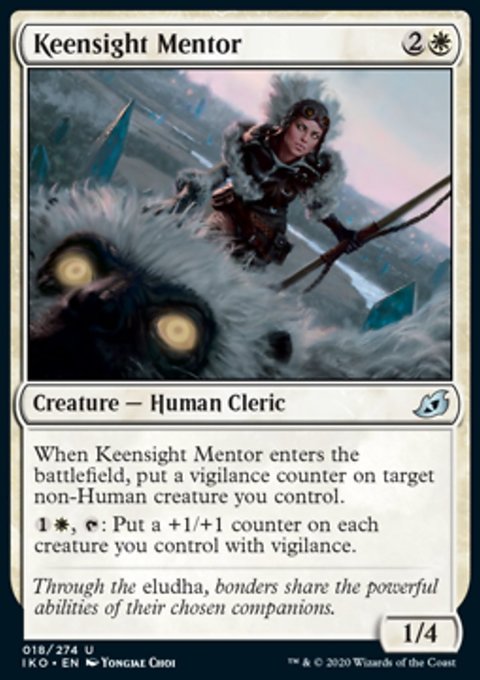 Keensight Mentor 2
Creature — Human Cleric
When Keensight Mentor enters the
battlefield, put a vigilance counter on target
non-Human creature you control.
1 , : Put a +1/+1 counter on each
creature you control with vigilance.
Through the eludha, bonders share the powerful
abilities of their chosen companions.
1/4
018/274 U
IKO • EN Yongjae Choi
™ & © 2020 Wizards of the Coast